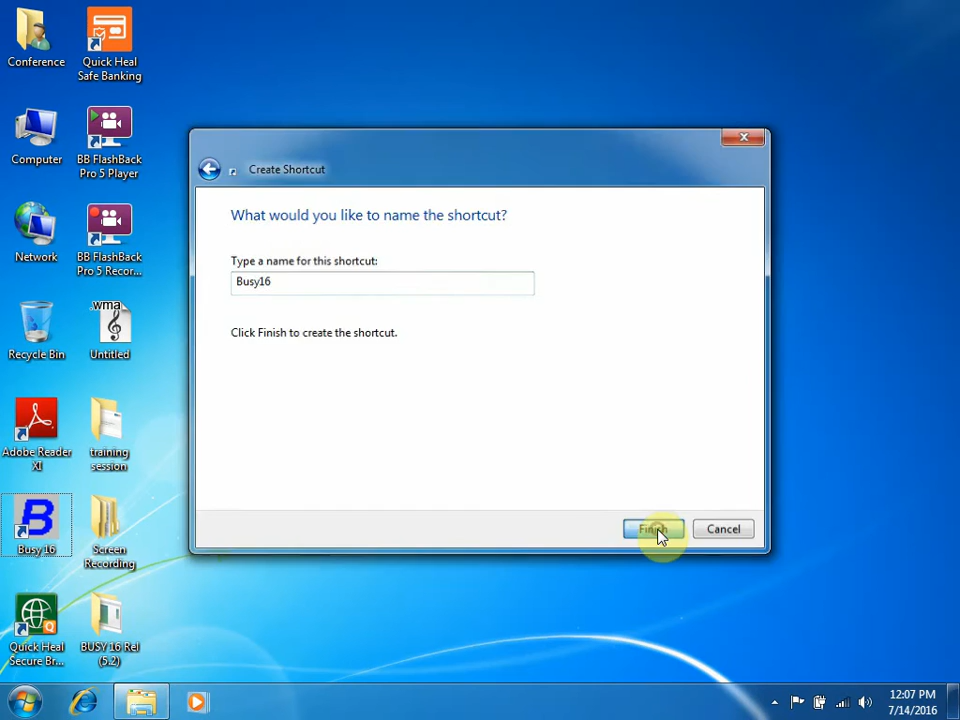 Conference
Quick Heal
Safe Banking
Computer
BB FlashBack
Pro 5 Player
Network
BB FlashBack
Pro 5 Recor...
Recycle Bin
.wma
Untitled
Adobe Reader
XI
training
session
Busy 16
Screen
Recording
Quick Heal
Secure Br...
BUSY 16 Rel
(5.2)
Create Shortcut
What would you like to name the shortcut?
Type a name for this shortcut:
Busy16
Click Finish to create the shortcut.
Finish
Cancel
12:07 PM
7/14/2016